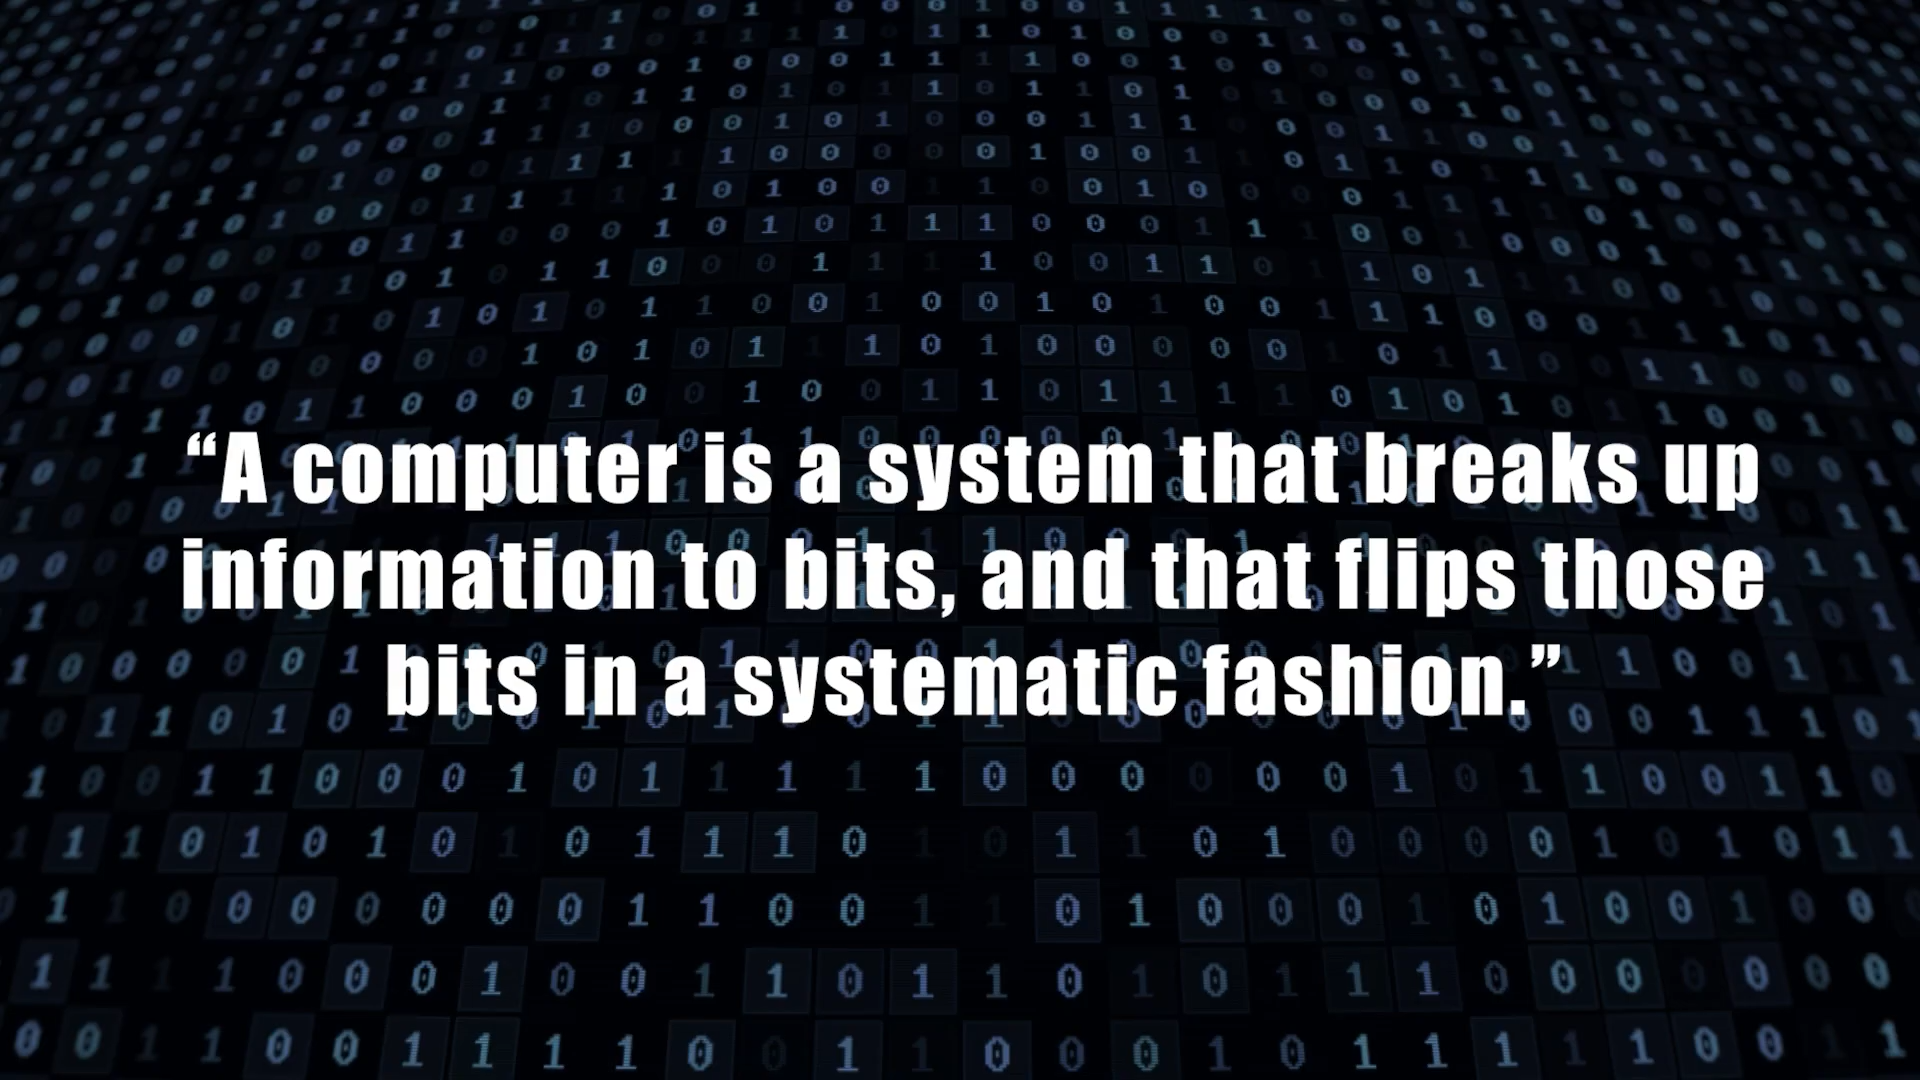 “A computer is a system that breaks up
information to bits, and that flips those
bits in a systematic fashion.”